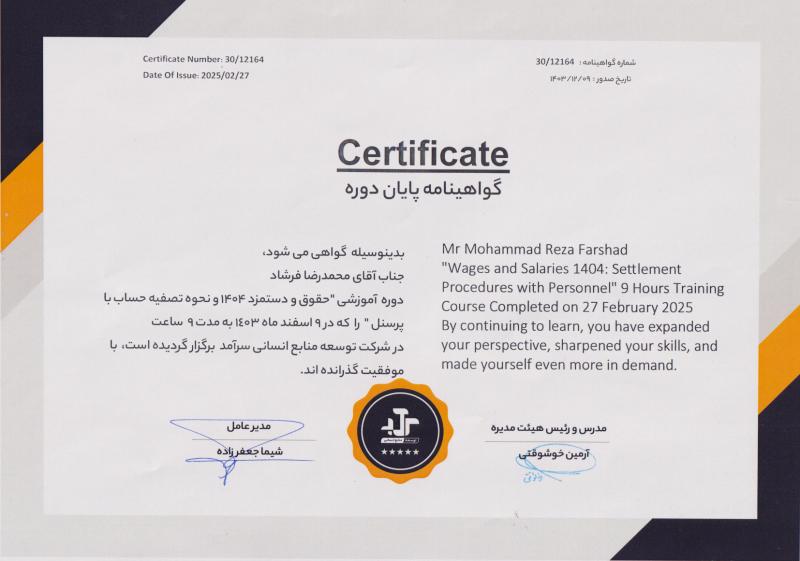 Certificate Number: 30/12164
Date Of Issue: 2025/02/27
شماره گواهینامه : 30/12164
تاریخ صدور : ۱۴۰۳/۱۲/۰۹
Certificate
گواهینامه پایان دوره
بدینوسیله گواهی می شود،
جناب آقای محمدرضا فرشاد
دوره آموزشی "حقوق و دستمزد ۱۴۰۴ و نحوه تصفیه حساب با
پرسنل " را که در ۹ اسفند ماه ۱۴۰۳ به مدت ۹ ساعت
در شرکت توسعه منابع انسانی سرآمد برگزار گردیده است، با
موفقیت گذرانده اند.
Mr Mohammad Reza Farshad
"Wages and Salaries 1404: Settlement
Procedures with Personnel" 9 Hours Training
Course Completed on 27 February 2025
By continuing to learn, you have expanded
your perspective, sharpened your skills, and
made yourself even more in demand.
مدیر عامل
شیما جعفرزاده
سرآمد
توسعه منابع انسانی
مدرس و رئیس هیئت مدیره
آرمین خوشوقتی